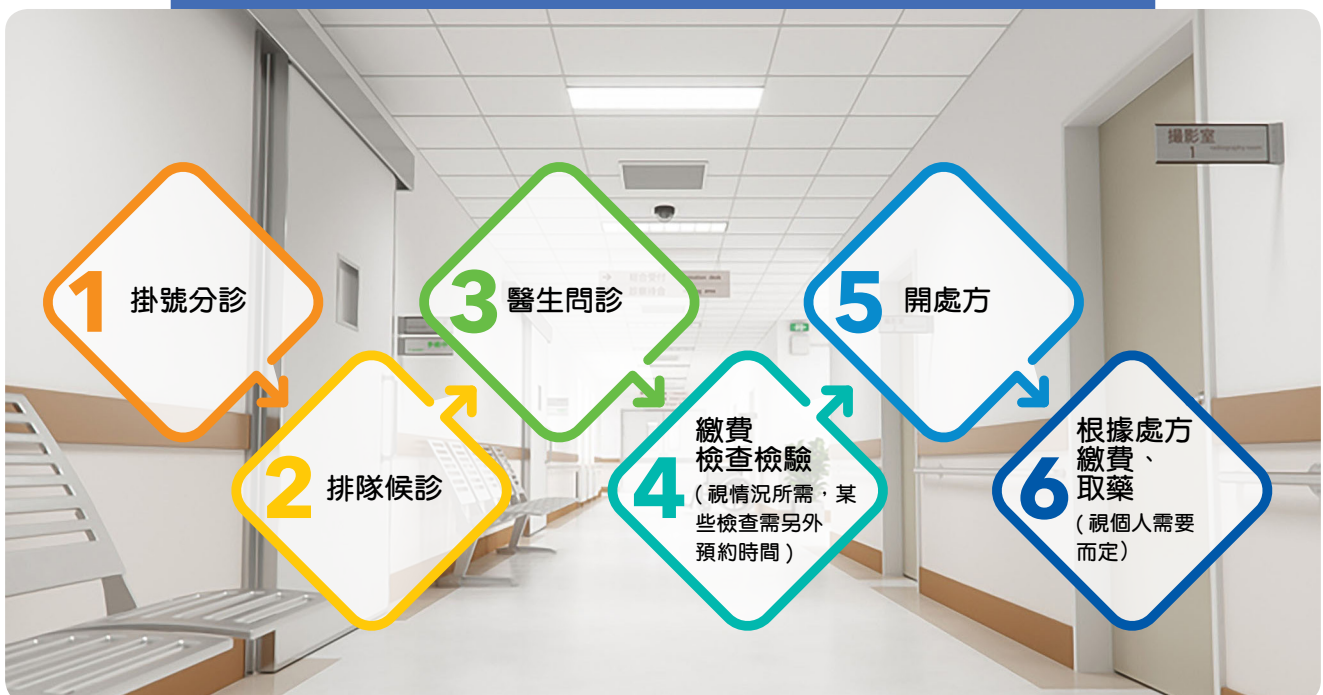 1
掛號分診
2
排隊候診
3
醫生問診
4
繳費
檢查檢驗
(視情況所需，某
些檢查需另外
預約時間)
5
開處方
6
根據處方
繳費、
取藥
(視個人需要
而定)
撮影室
1
radiography room